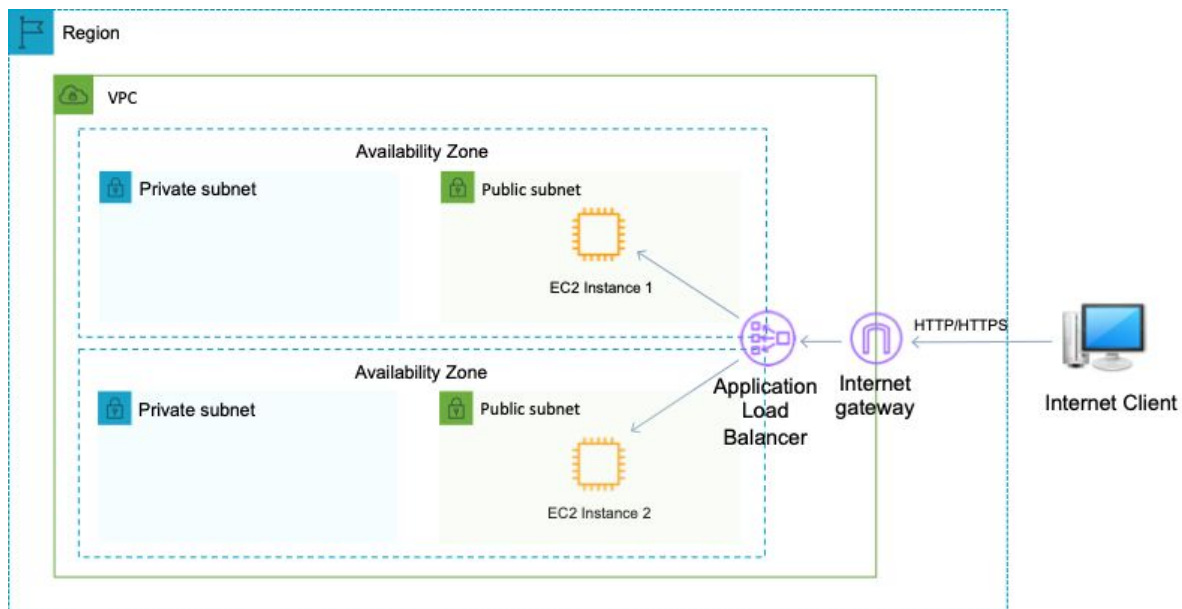 Region
VPC
Availability Zone
Private subnet
Public subnet
EC2 Instance 1
HTTP/HTTPS
Application
Load
Balancer
Internet
gateway
Internet Client
Availability Zone
Private subnet
Public subnet
EC2 Instance 2